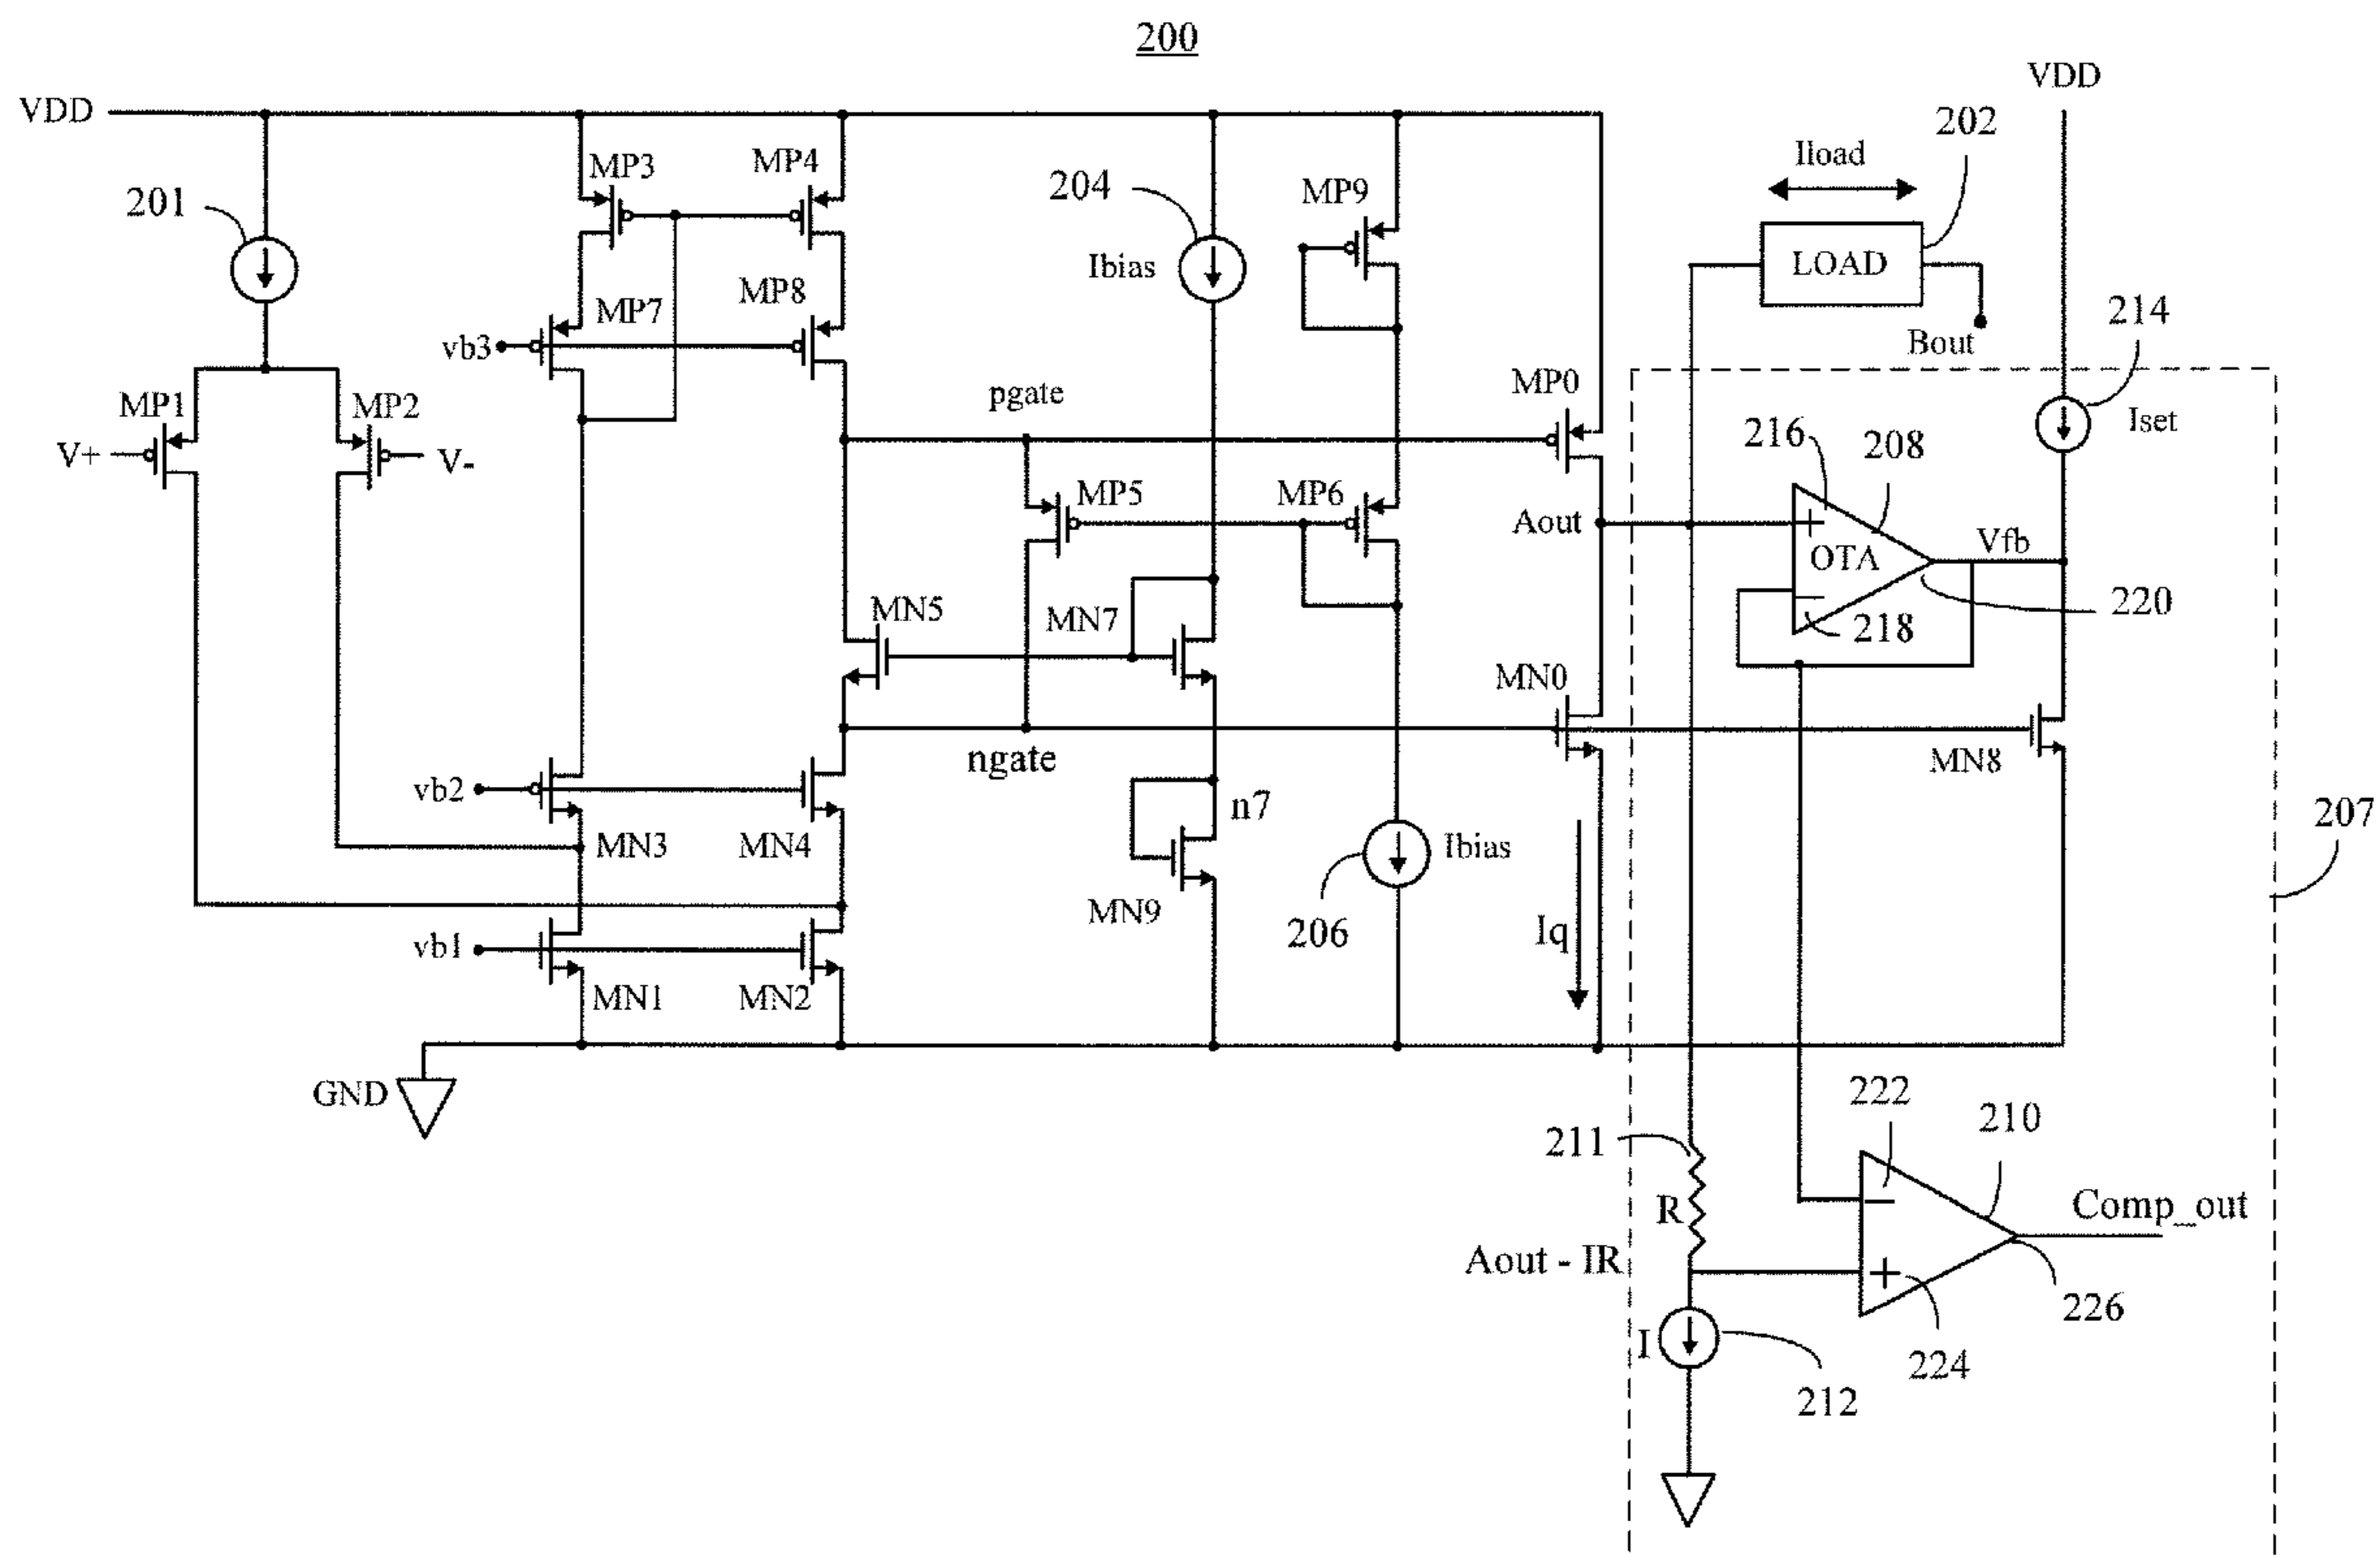 200
VDD
VDD
202
Iload
MP3
MP4
204
MP9
201
LOAD
Ibias
MP7
MP8
214
vb3
Bout
Iset
MP1
MP2
pgate
MP0
216
+
208
V+
V-
MP5
MP6
Aout
OTA
Vfb
220
MN5
MN7
−
218
MN0
ngate
MN8
vb2
n7
207
MN3
MN4
Ibias
MN9
206
Iq
vb1
MN1
MN2
GND
222
210
211
R
−
Comp_out
Aout - IR
+
226
I
224
212